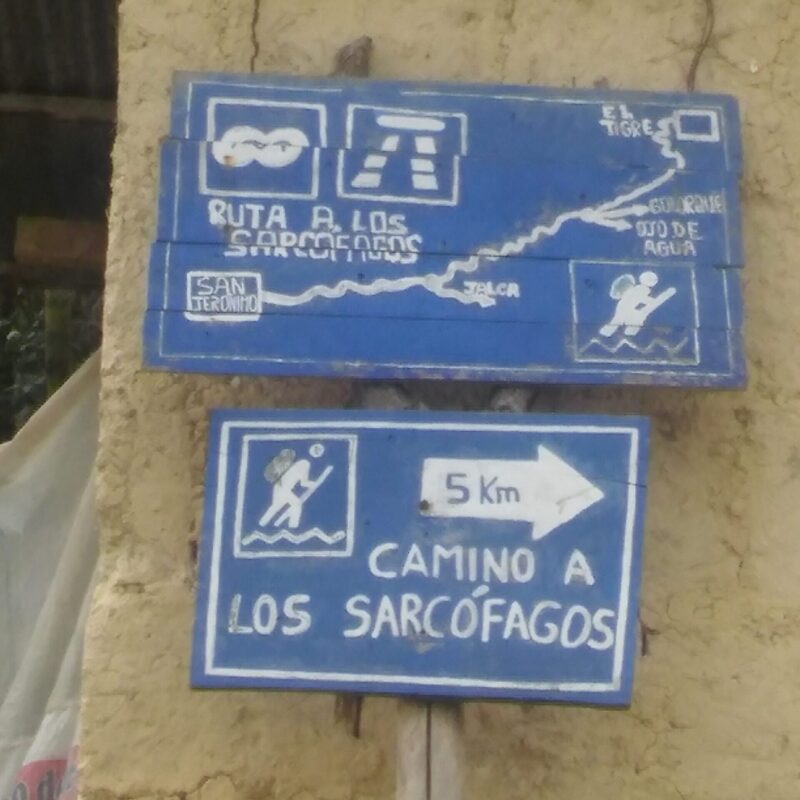 EL
TIGRE
RUTA A LOS
SARCÓFAGOS
OJO DE
AGUA
SAN
JERONIMO
JALCA
5 Km
CAMINO A
LOS SARCÓFAGOS